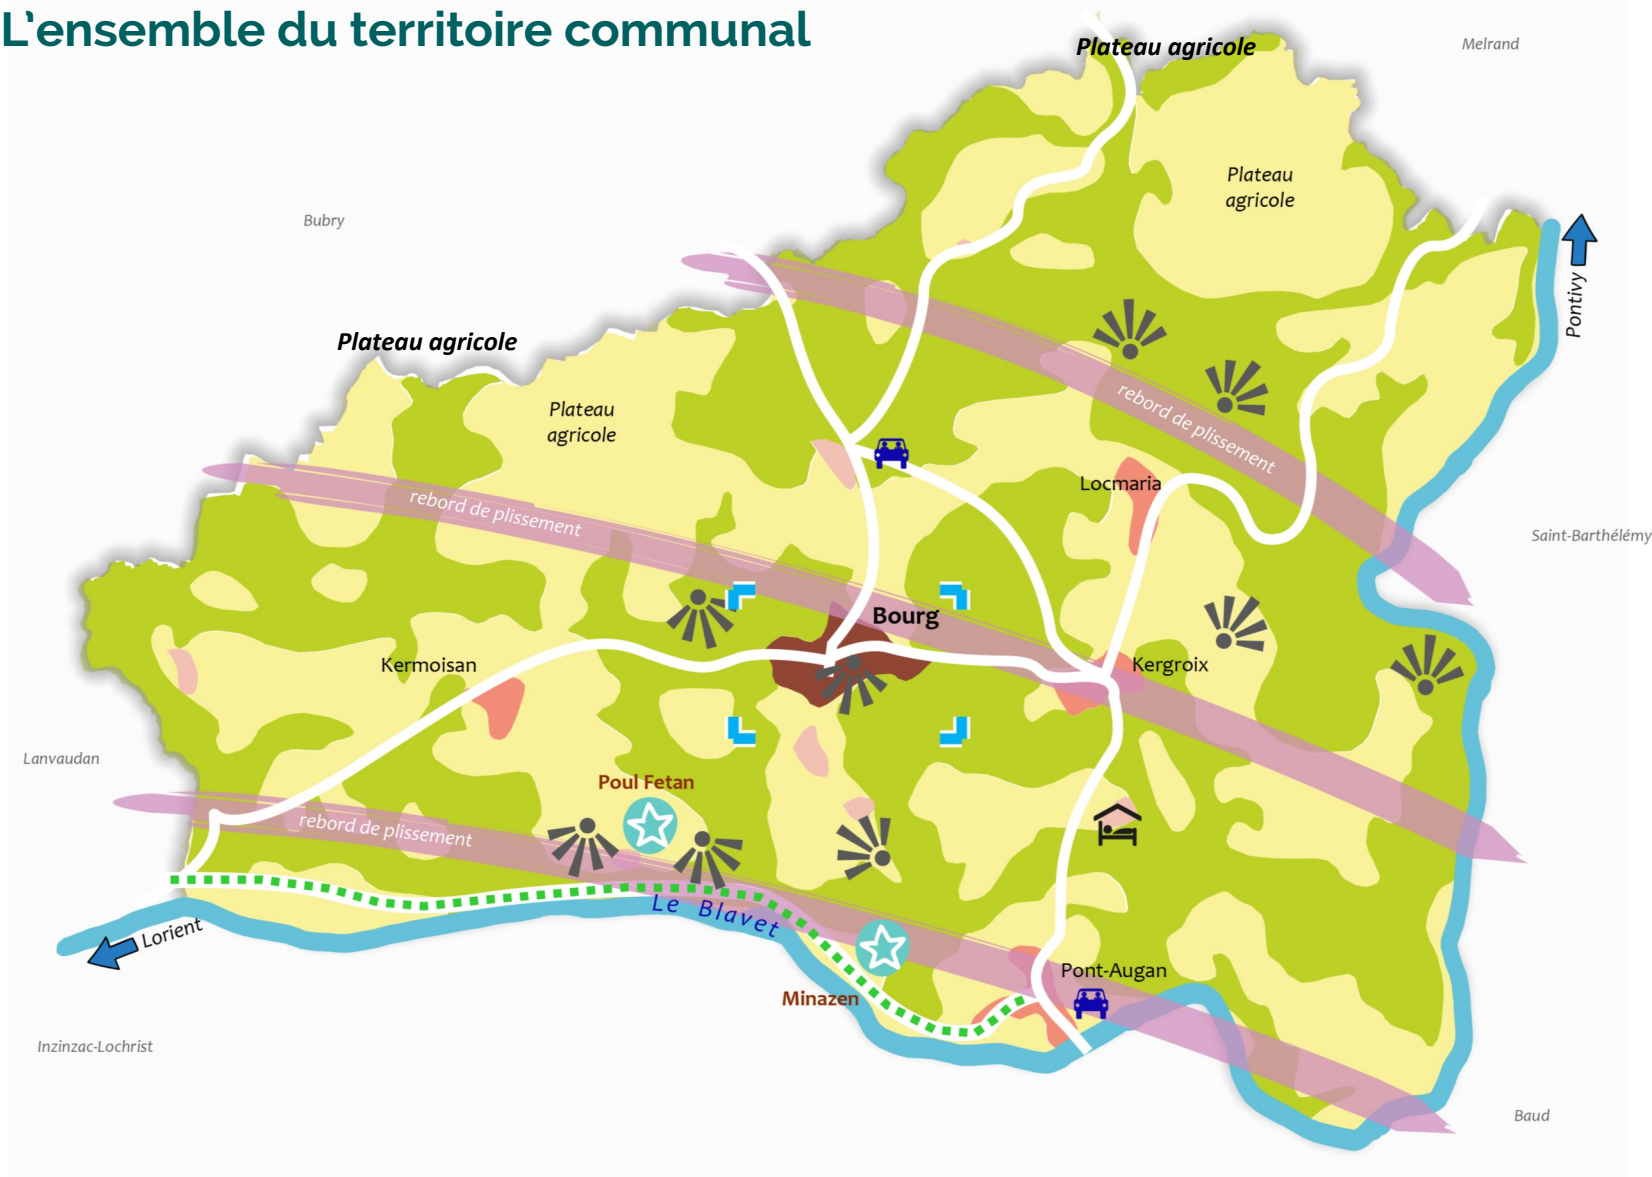 L'ensemble du territoire communal
Plateau agricole
Melrand
Plateau
agricole
Bubry
Pontivy
Plateau agricole
Plateau
agricole
rebord de plissement
Locmaria
rebord de plissement
Saint-Barthélémy
Bourg
Kermoisan
Kergroix
Lanvaudan
Poul Fetan
rebord de plissement
Le Blavet
Lorient
Pont-Augan
Minazen
Inzinzac-Lochrist
Baud